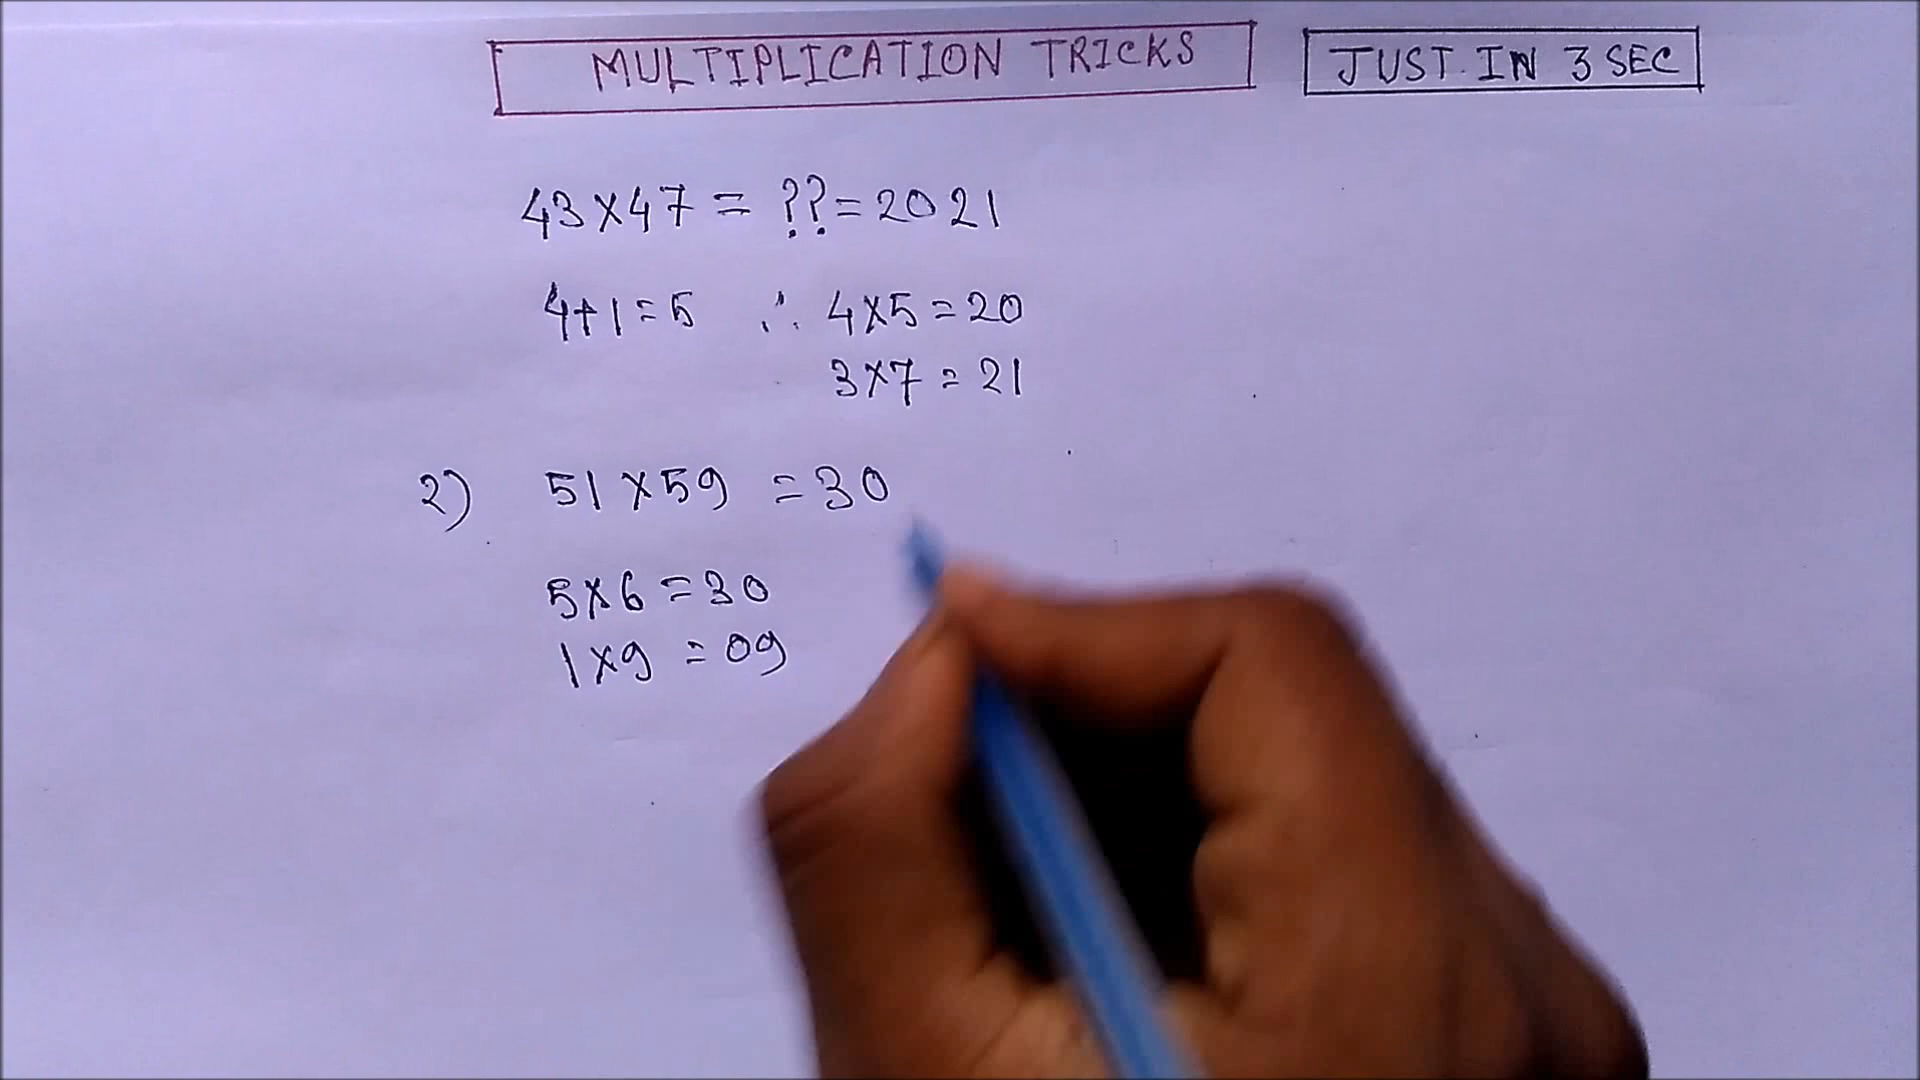 MULTIPLICATION TRICKS JUST IN 3 SEC
43×47 = ?? = 2021
4+1=5 ∴ 4×5=20
3×7=21
2) 51×59 =30
5×6=30
1×9=09